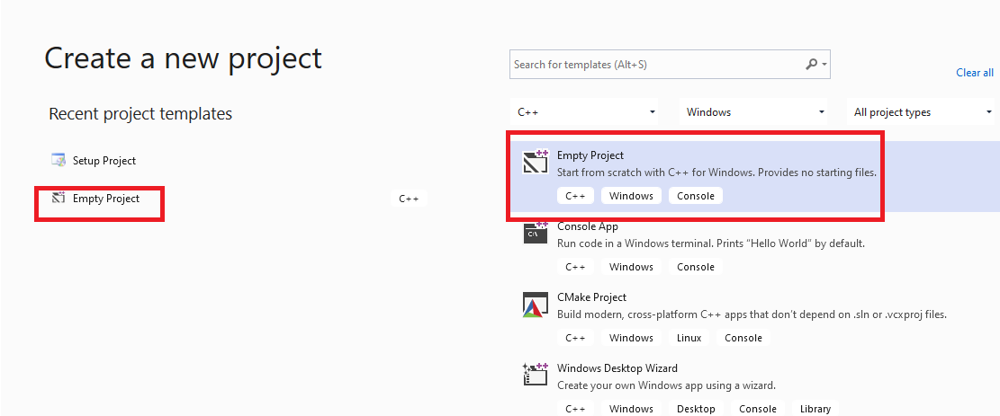 Create a new project
Recent project templates
Setup Project
Empty Project
C++
Search for templates (Alt+S)
Clear all
C++
Windows
All project types
Empty Project
Start from scratch with C++ for Windows. Provides no starting files.
C++ Windows Console
Console App
C:\
Run code in a Windows terminal. Prints "Hello World" by default.
C++ Windows Console
CMake Project
Build modern, cross-platform C++ apps that don't depend on .sln or .vcxproj files.
C++ Windows Linux Console
Windows Desktop Wizard
Create your own Windows app using a wizard.
C++ Windows Desktop Console Library